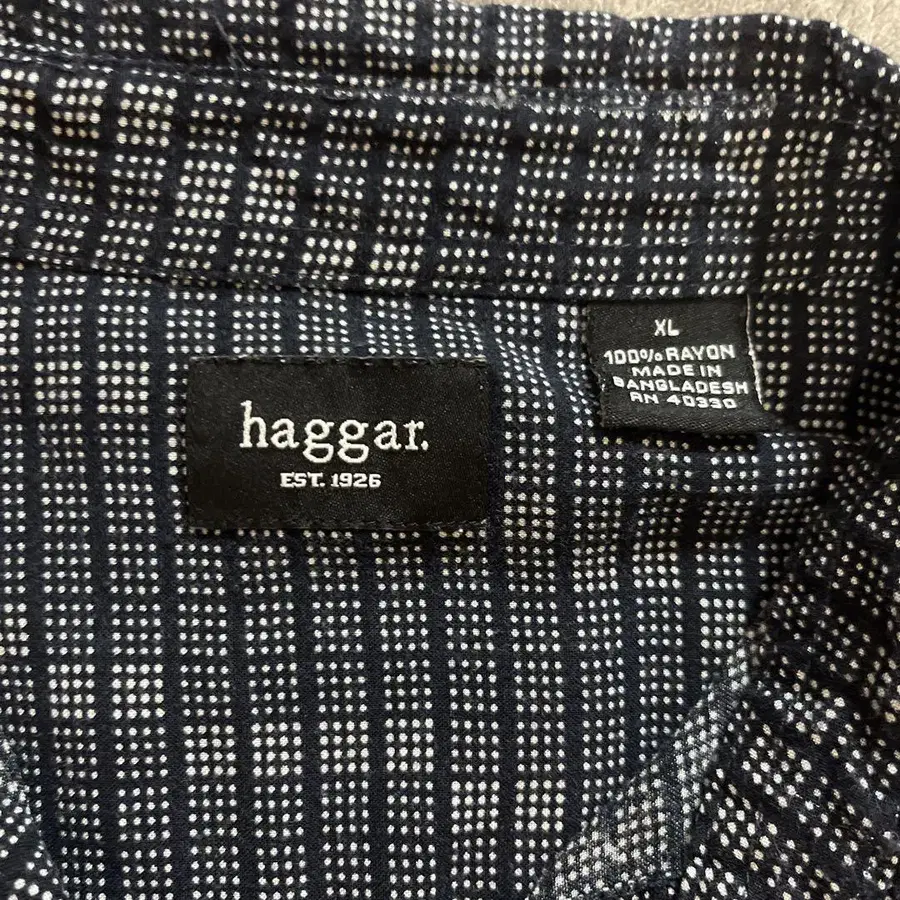 haggar.
EST. 1926
XL
100% RAYON
MADE IN
BANGLADESH
RN 40330